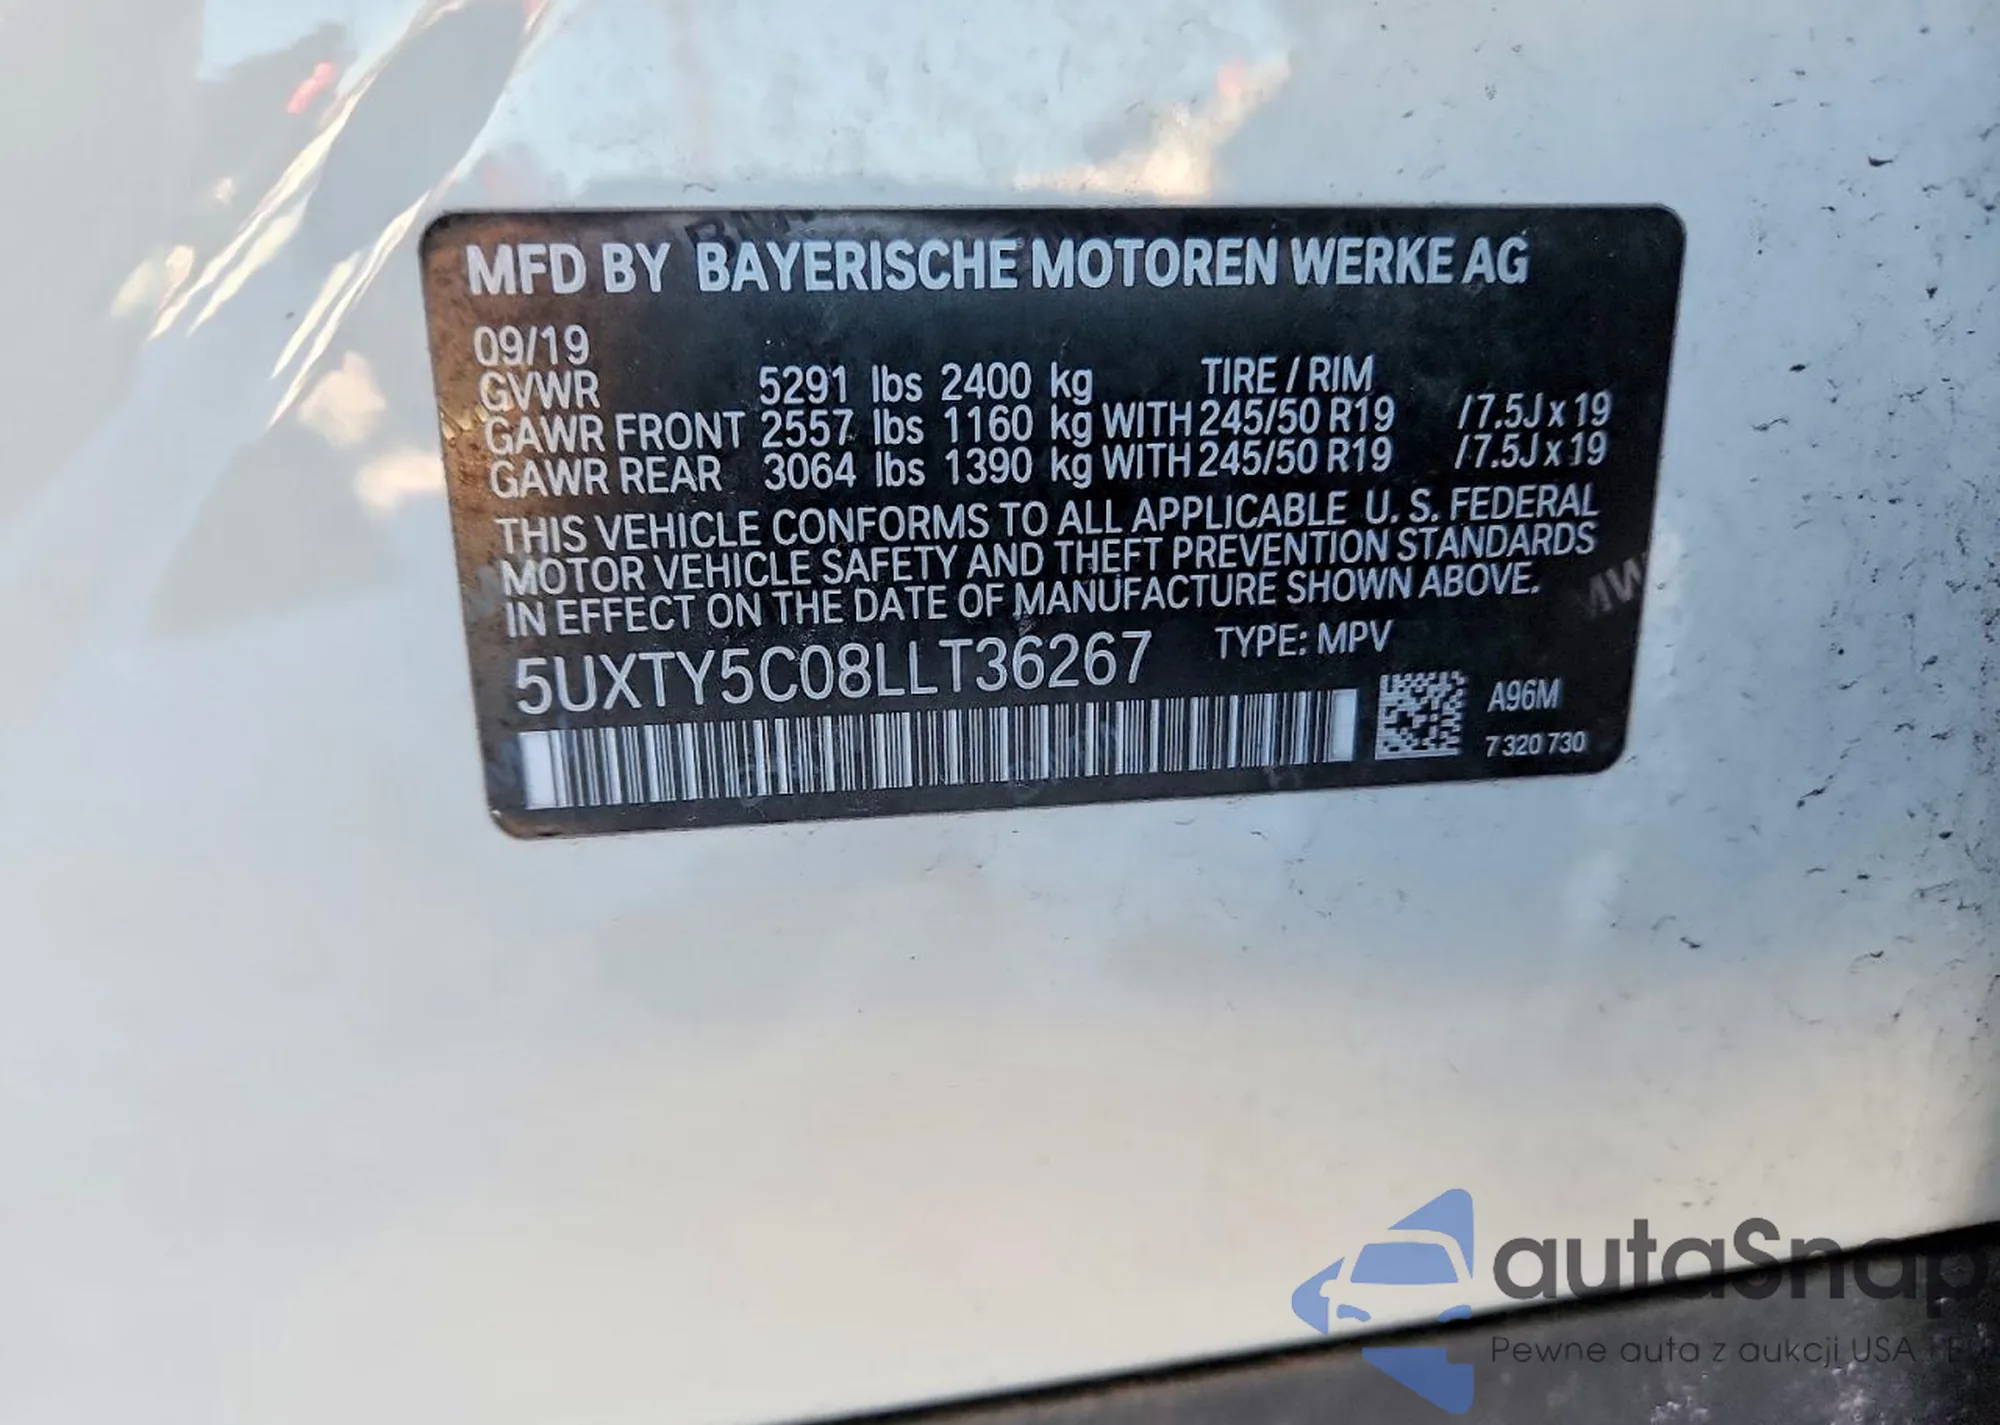 MFD BY BAYERISCHE MOTOREN WERKE AG
09/19
GVWR 5291 lbs 2400 kg TIRE / RIM
GAWR FRONT 2557 lbs 1160 kg WITH 245/50 R19 /7.5J x 19
GAWR REAR 3064 lbs 1390 kg WITH 245/50 R19 /7.5J x 19
THIS VEHICLE CONFORMS TO ALL APPLICABLE U. S. FEDERAL
MOTOR VEHICLE SAFETY AND THEFT PREVENTION STANDARDS
IN EFFECT ON THE DATE OF MANUFACTURE SHOWN ABOVE.
5UXTY5C08LLT36267 TYPE: MPV
A96M
7 320 730
autaSnap
Pewne auta z aukcji USA i